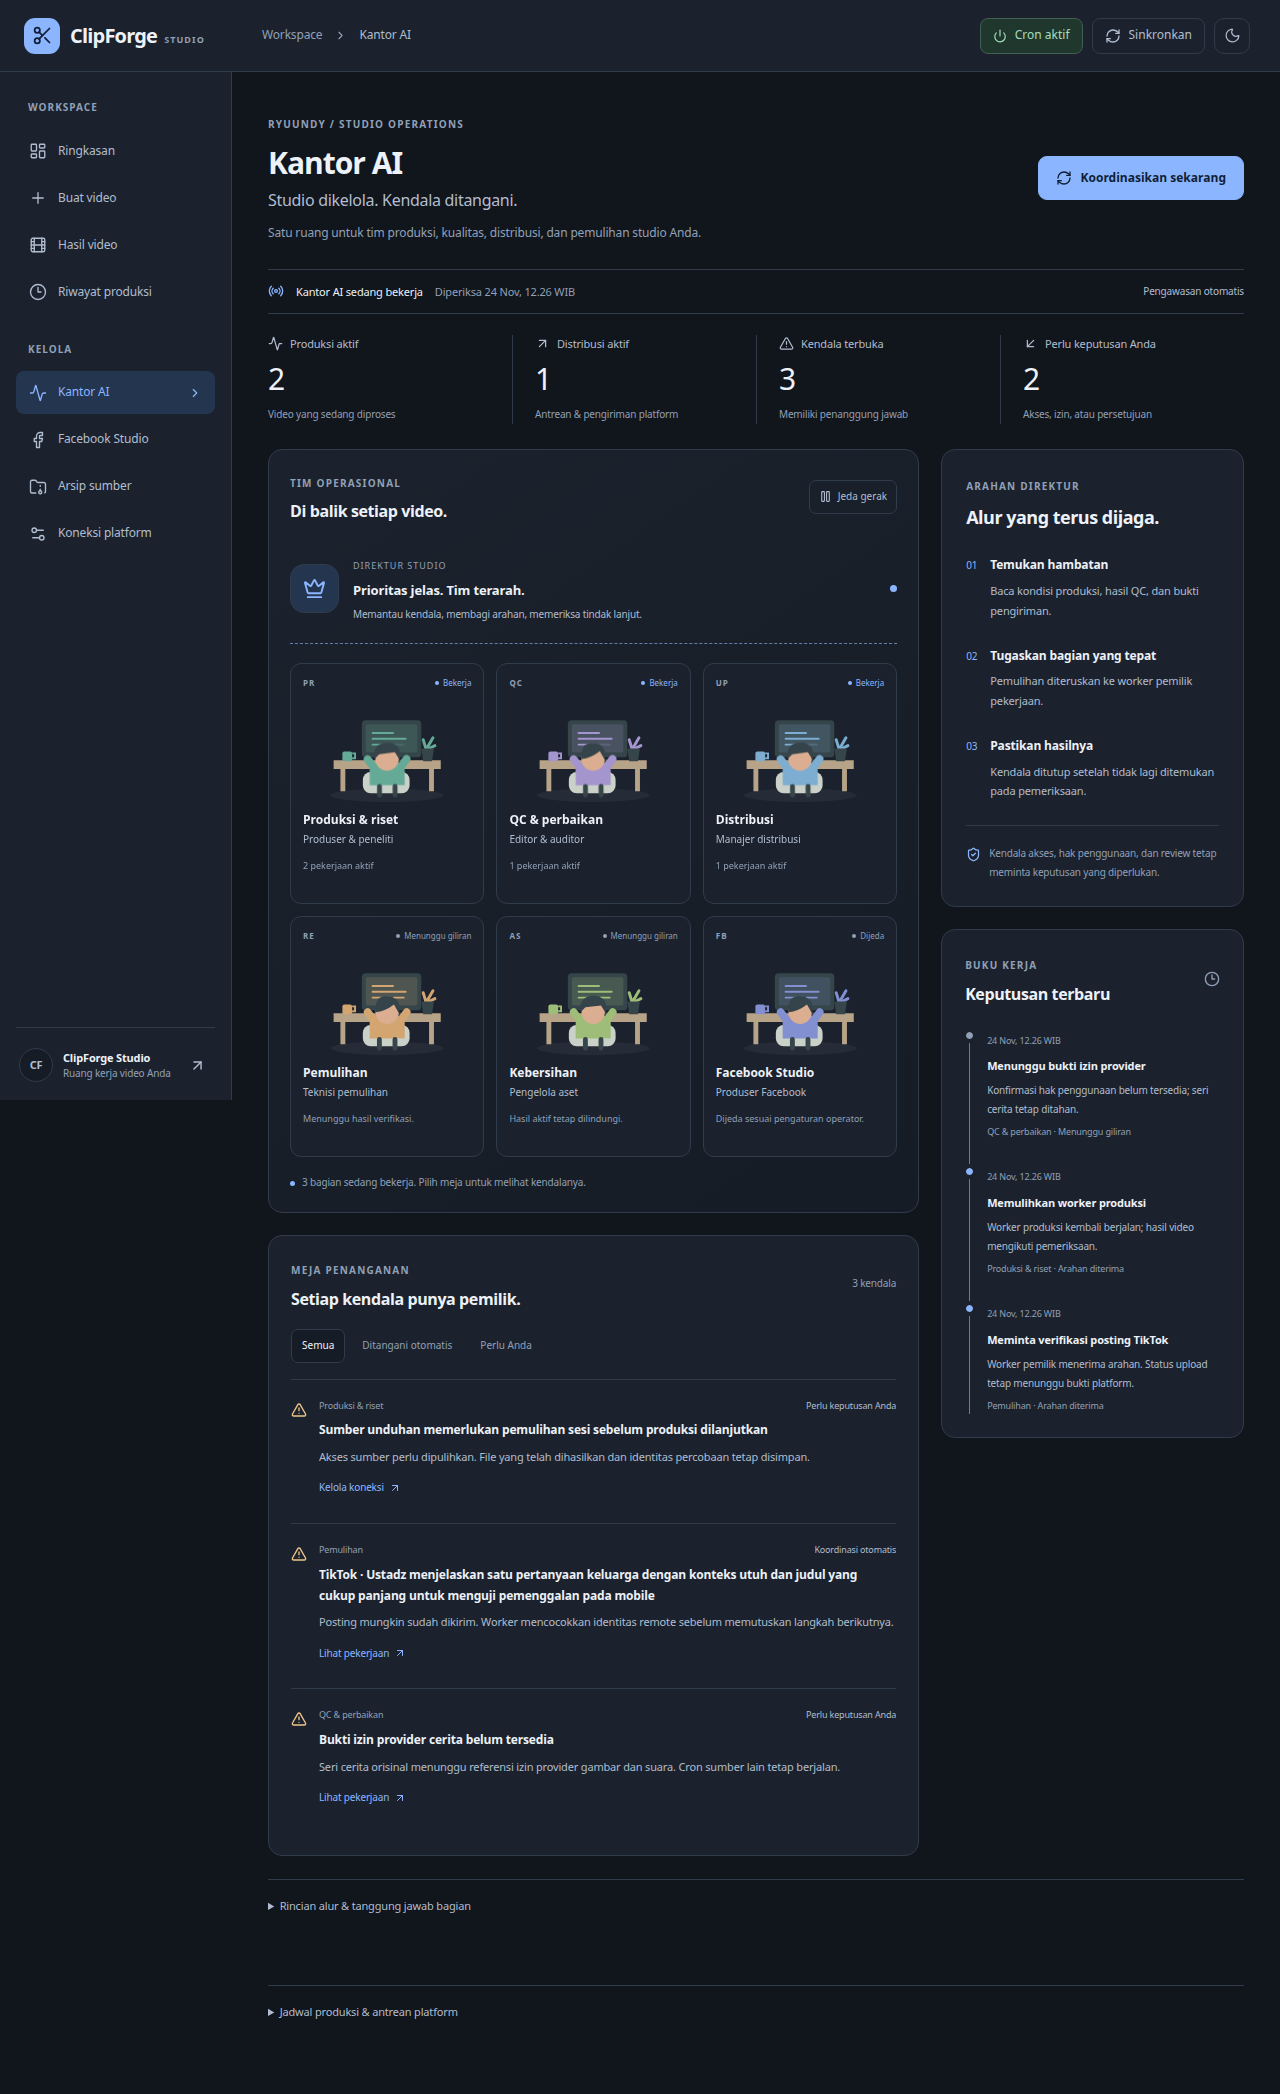 ClipForge STUDIO
Workspace > Kantor AI
Cron aktif
Sinkronkan
WORKSPACE
Ringkasan
Buat video
Hasil video
Riwayat produksi
KELOLA
Kantor AI
Facebook Studio
Arsip sumber
Koneksi platform
CF
ClipForge Studio
Ruang kerja video Anda
RYUUNDY / STUDIO OPERATIONS
Kantor AI
Studio dikelola. Kendala ditangani.
Satu ruang untuk tim produksi, kualitas, distribusi, dan pemulihan studio Anda.
Koordinasikan sekarang
Kantor AI sedang bekerja Diperiksa 24 Nov, 12.26 WIB
Pengawasan otomatis
Produksi aktif
2
Video yang sedang diproses
Distribusi aktif
1
Antrean & pengiriman platform
Kendala terbuka
3
Memiliki penanggung jawab
Perlu keputusan Anda
2
Akses, izin, atau persetujuan
TIM OPERASIONAL
Di balik setiap video.
Jeda gerak
DIREKTUR STUDIO
Prioritas jelas. Tim terarah.
Memantau kendala, membagi arahan, memeriksa tindak lanjut.
PR
Bekerja
Produksi & riset
Produser & peneliti
2 pekerjaan aktif
QC
Bekerja
QC & perbaikan
Editor & auditor
1 pekerjaan aktif
UP
Bekerja
Distribusi
Manajer distribusi
1 pekerjaan aktif
RE
Menunggu giliran
Pemulihan
Teknisi pemulihan
Menunggu hasil verifikasi.
AS
Menunggu giliran
Kebersihan
Pengelola aset
Hasil aktif tetap dilindungi.
FB
Dijeda
Facebook Studio
Produser Facebook
Dijeda sesuai pengaturan operator.
3 bagian sedang bekerja. Pilih meja untuk melihat kendalanya.
ARAHAN DIREKTUR
Alur yang terus dijaga.
01 Temukan hambatan
Baca kondisi produksi, hasil QC, dan bukti
pengiriman.
02 Tugaskan bagian yang tepat
Pemulihan diteruskan ke worker pemilik
pekerjaan.
03 Pastikan hasilnya
Kendala ditutup setelah tidak lagi ditemukan
pada pemeriksaan.
Kendala akses, hak penggunaan, dan review tetap
meminta keputusan yang diperlukan.
BUKU KERJA
Keputusan terbaru
24 Nov, 12.26 WIB
Menunggu bukti izin provider
Konfirmasi hak penggunaan belum tersedia; seri
cerita tetap ditahan.
QC & perbaikan · Menunggu giliran
24 Nov, 12.26 WIB
Memulihkan worker produksi
Worker produksi kembali berjalan; hasil video
mengikuti pemeriksaan.
Produksi & riset · Arahan diterima
24 Nov, 12.26 WIB
Meminta verifikasi posting TikTok
Worker pemilik menerima arahan. Status upload
tetap menunggu bukti platform.
Pemulihan · Arahan diterima
MEJA PENANGANAN
Setiap kendala punya pemilik.
3 kendala
Semua
Ditangani otomatis
Perlu Anda
Produksi & riset
Perlu keputusan Anda
Sumber unduhan memerlukan pemulihan sesi sebelum produksi dilanjutkan
Akses sumber perlu dipulihkan. File yang telah dihasilkan dan identitas percobaan tetap disimpan.
Kelola koneksi
Pemulihan
Koordinasi otomatis
TikTok · Ustadz menjelaskan satu pertanyaan keluarga dengan konteks utuh dan judul yang
cukup panjang untuk menguji pemenggalan pada mobile
Posting mungkin sudah dikirim. Worker mencocokkan identitas remote sebelum memutuskan langkah berikutnya.
Lihat pekerjaan
QC & perbaikan
Perlu keputusan Anda
Bukti izin provider cerita belum tersedia
Seri cerita orisinal menunggu referensi izin provider gambar dan suara. Cron sumber lain tetap berjalan.
Lihat pekerjaan
Rincian alur & tanggung jawab bagian
Jadwal produksi & antrean platform